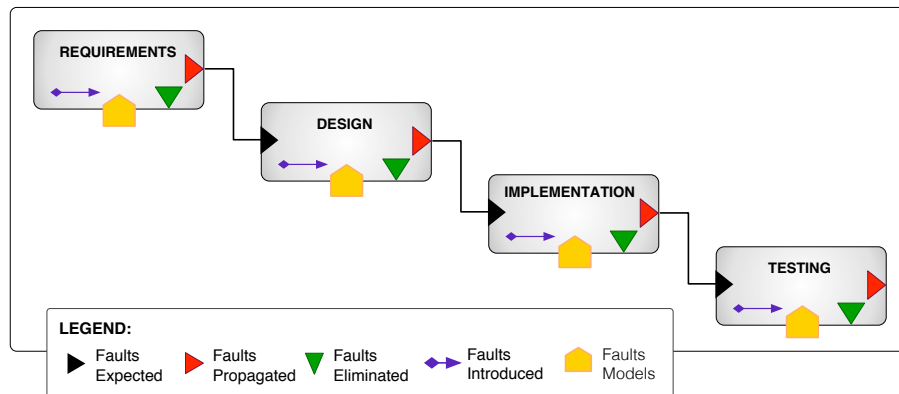 REQUIREMENTS
DESIGN
IMPLEMENTATION
TESTING
LEGEND:
Faults
Expected
Faults
Propagated
Faults
Eliminated
Faults
Introduced
Faults
Models